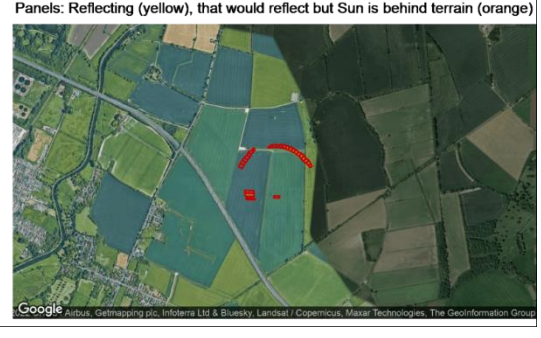 Panels: Reflecting (yellow), that would reflect but Sun is behind terrain (orange)
Google Airbus, Getmapping plc, Infoterra Ltd & Bluesky, Landsat / Copernicus, Maxar Technologies, The GeoInformation Group